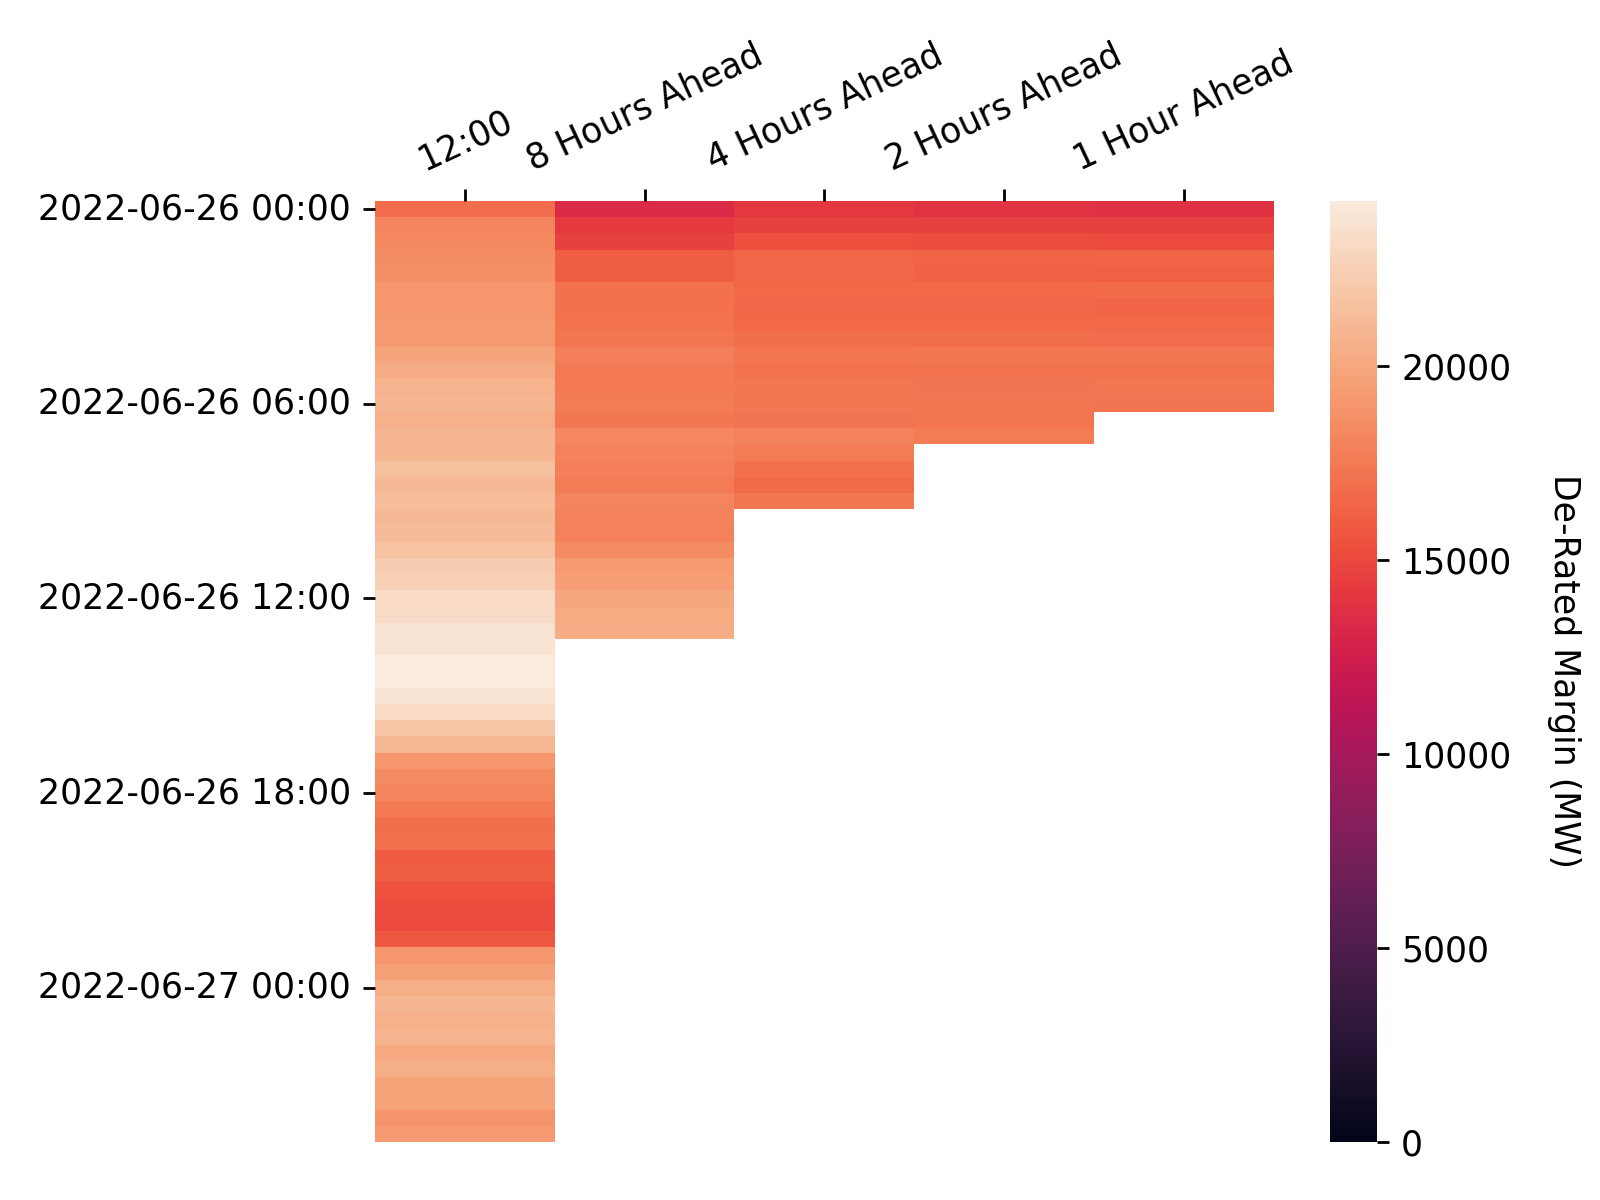 12:00
8 Hours Ahead
4 Hours Ahead
2 Hours Ahead
1 Hour Ahead
2022-06-26 00:00
2022-06-26 06:00
2022-06-26 12:00
2022-06-26 18:00
2022-06-27 00:00
20000
15000
10000
5000
0
De-Rated Margin (MW)